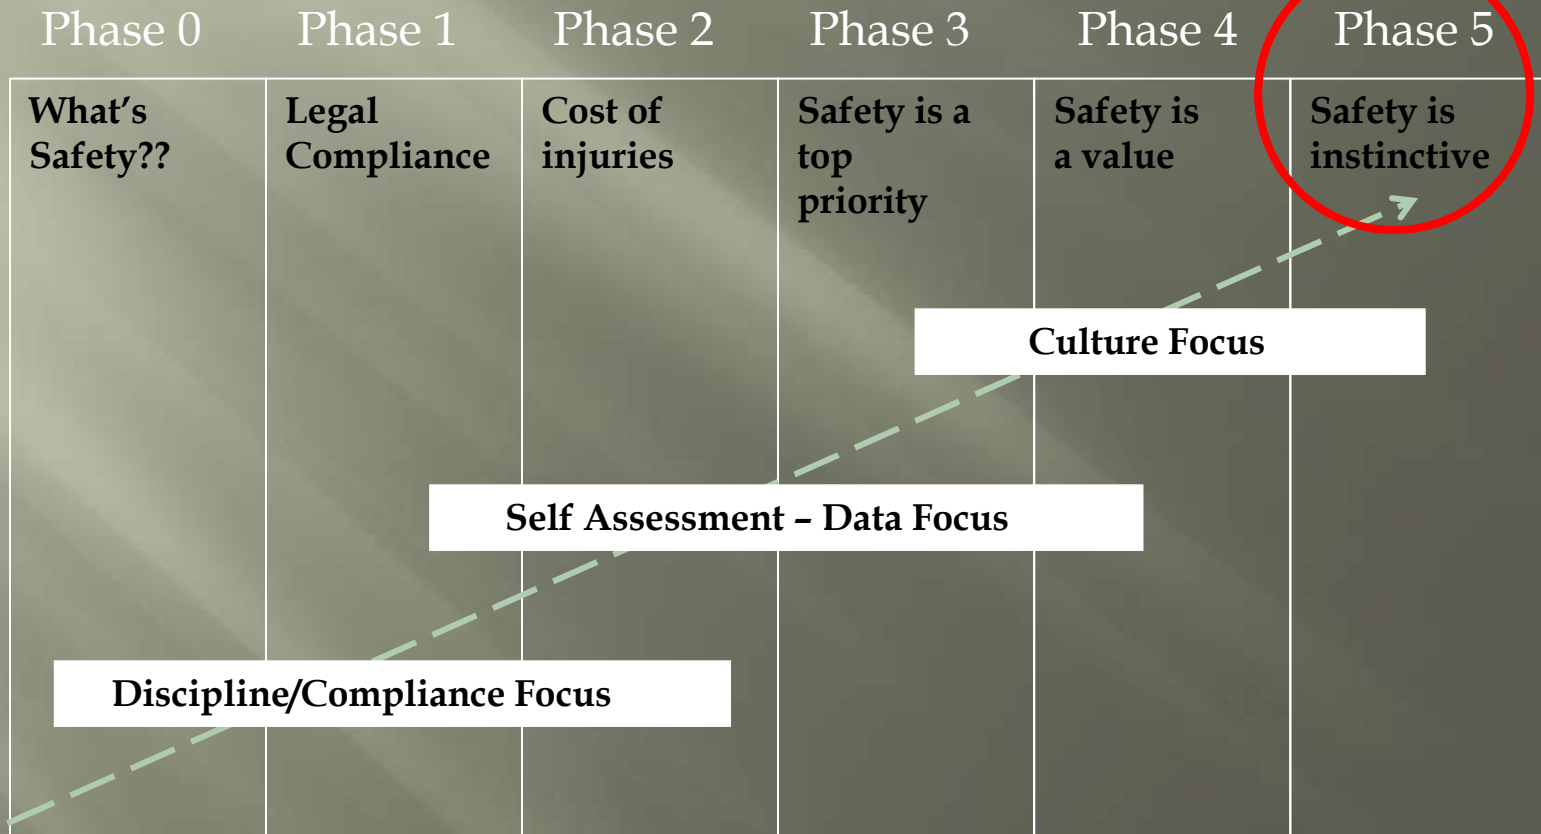 Phase 0 Phase 1 Phase 2 Phase 3 Phase 4 Phase 5
What’s
Safety??
Legal
Compliance
Cost of
injuries
Safety is a
top
priority
Safety is
a value
Safety is
instinctive
Culture Focus
Self Assessment – Data Focus
Discipline/Compliance Focus